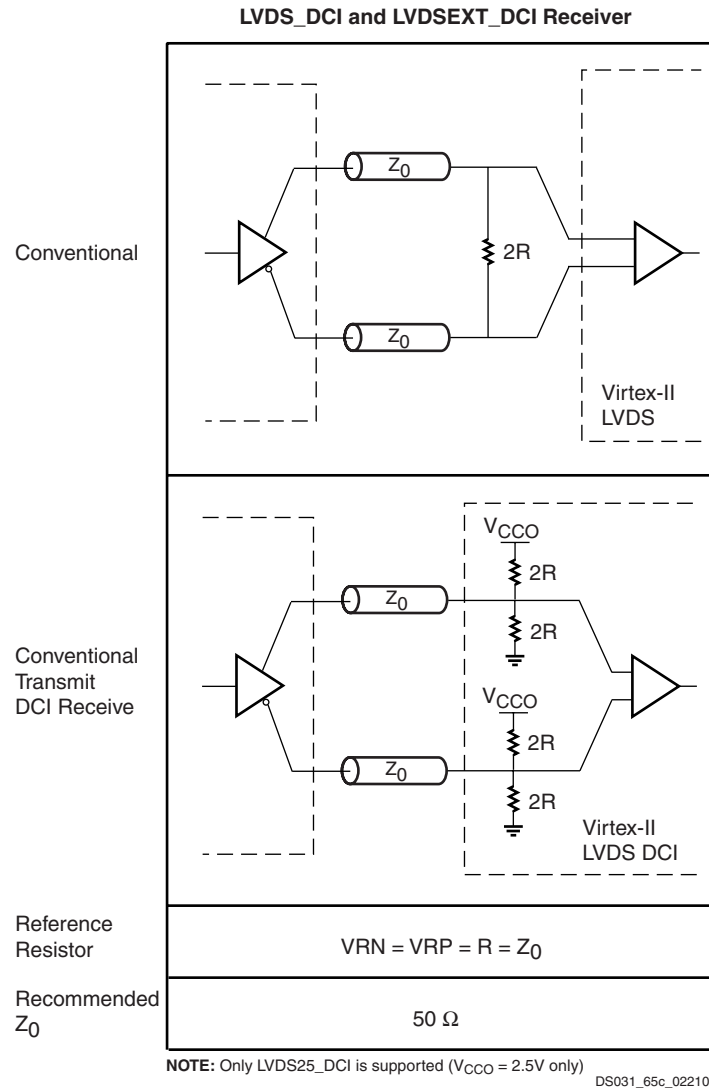 LVDS_DCI and LVDSEXT_DCI Receiver
Conventional
Z0
2R
Z0
Virtex-II
LVDS
Conventional
Transmit
DCI Receive
VCCO
2R
Z0
2R
VCCO
2R
Z0
2R
Virtex-II
LVDS DCI
Reference
Resistor
VRN = VRP = R = Z0
Recommended
Z0
50 Ω
NOTE: Only LVDS25_DCI is supported (VCCO = 2.5V only)
DS031_65c_02210